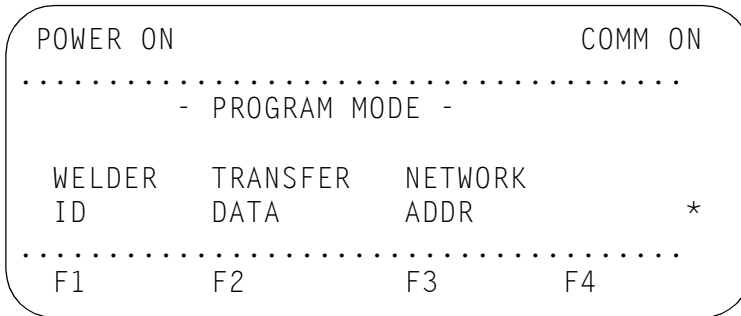 POWER ON COMM ON
........................................
- PROGRAM MODE -
WELDER TRANSFER NETWORK
ID DATA ADDR *
........................................
F1 F2 F3 F4